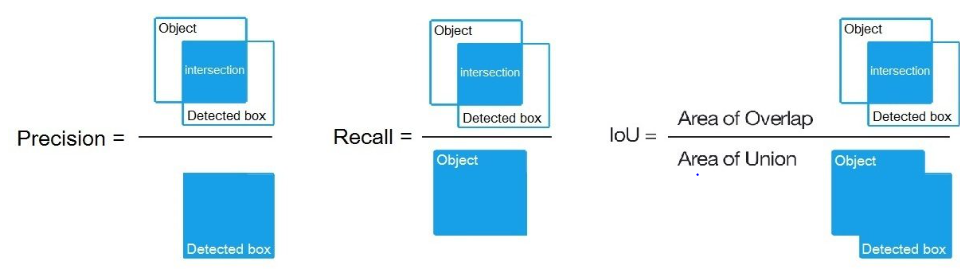 Object
intersection
Detected box
Precision =
Detected box
Object
intersection
Detected box
Recall =
Object
Object
intersection
Detected box
IoU =
Area of Overlap
Area of Union
Object
Detected box